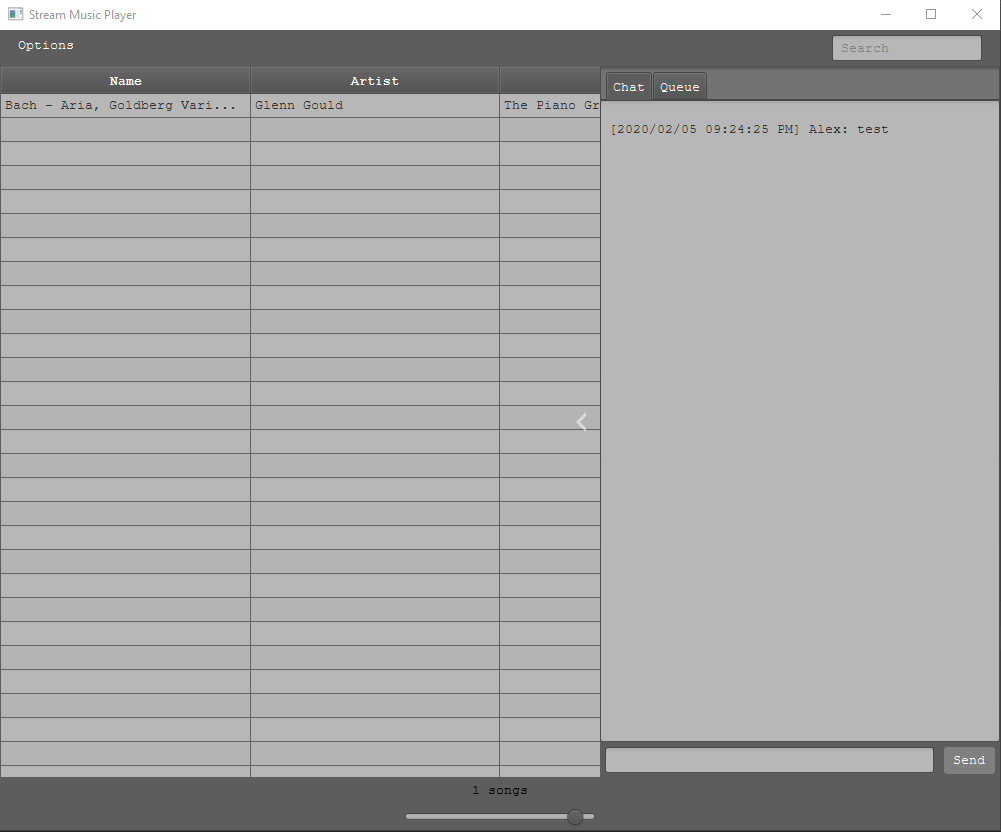 Stream Music Player
Options
Search
Name Artist
Chat Queue
Bach - Aria, Goldberg Vari... Glenn Gould The Piano Gr
[2020/02/05 09:24:25 PM] Alex: test
Send
1 songs